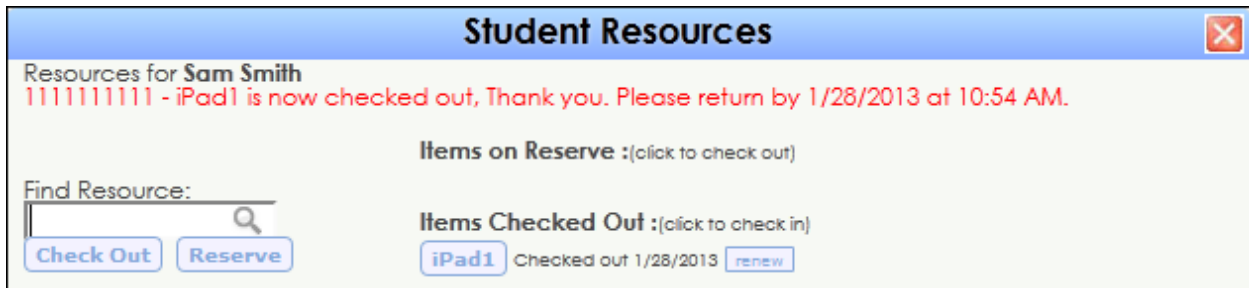 Student Resources
Resources for Sam Smith
1111111111 - iPad1 is now checked out, Thank you. Please return by 1/28/2013 at 10:54 AM.
Items on Reserve :(click to check out)
Find Resource:
Items Checked Out :(click to check in)
Check Out Reserve
iPad1 Checked out 1/28/2013 renew